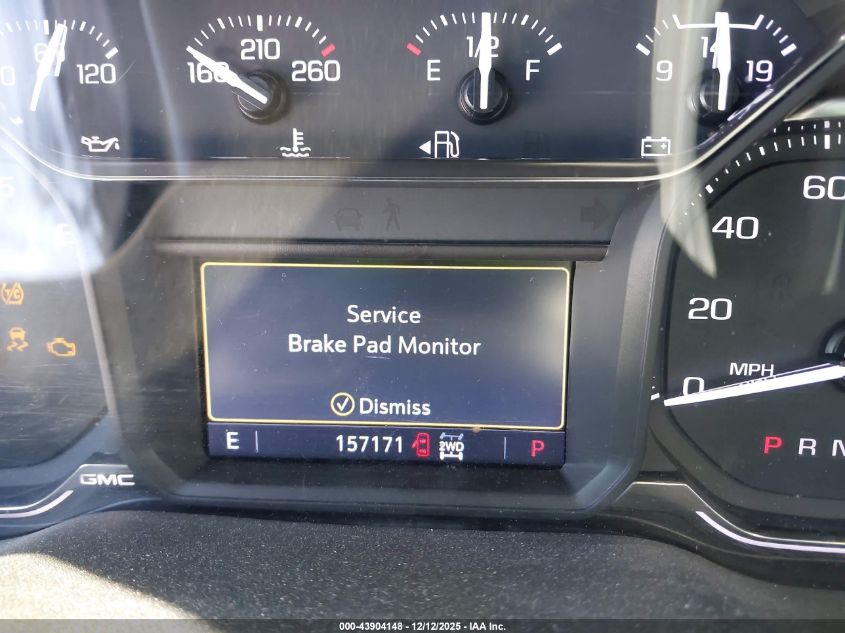 120
160
210
260
E
1/2
F
9
14
19
Service
Brake Pad Monitor
Dismiss
E
157171
2WD
P
0
20
40
60
MPH
P R N
GMC
000-43904148 - 12/12/2025 - IAA Inc.